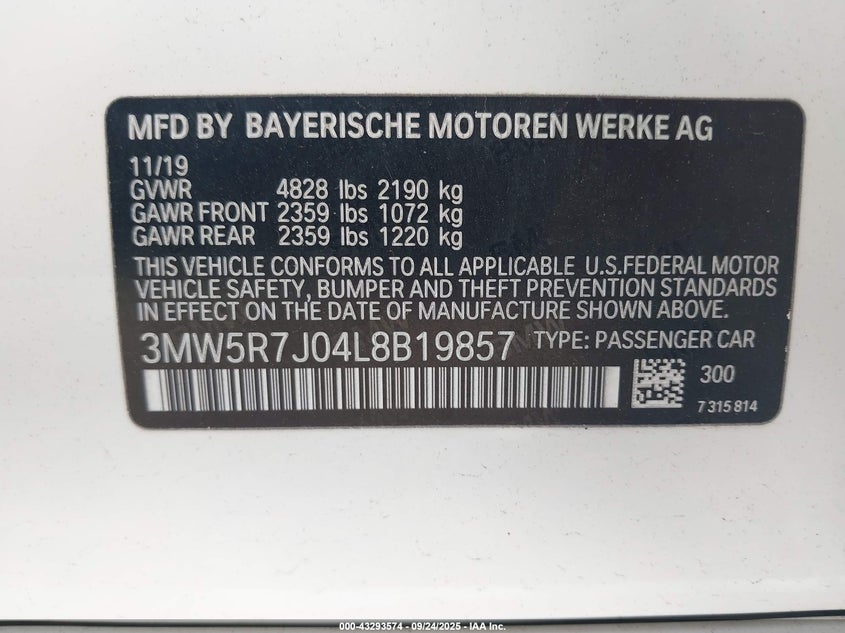 MFD BY BAYERISCHE MOTOREN WERKE AG
11/19
GVWR 4828 lbs 2190 kg
GAWR FRONT 2359 lbs 1072 kg
GAWR REAR 2359 lbs 1220 kg
THIS VEHICLE CONFORMS TO ALL APPLICABLE U.S.FEDERAL MOTOR
VEHICLE SAFETY, BUMPER AND THEFT PREVENTION STANDARDS
IN EFFECT ON THE DATE OF MANUFACTURE SHOWN ABOVE.
3MW5R7J04L8B19857 TYPE: PASSENGER CAR
300
7 315 814
000-43293574 - 09/24/2025 - IAA Inc.